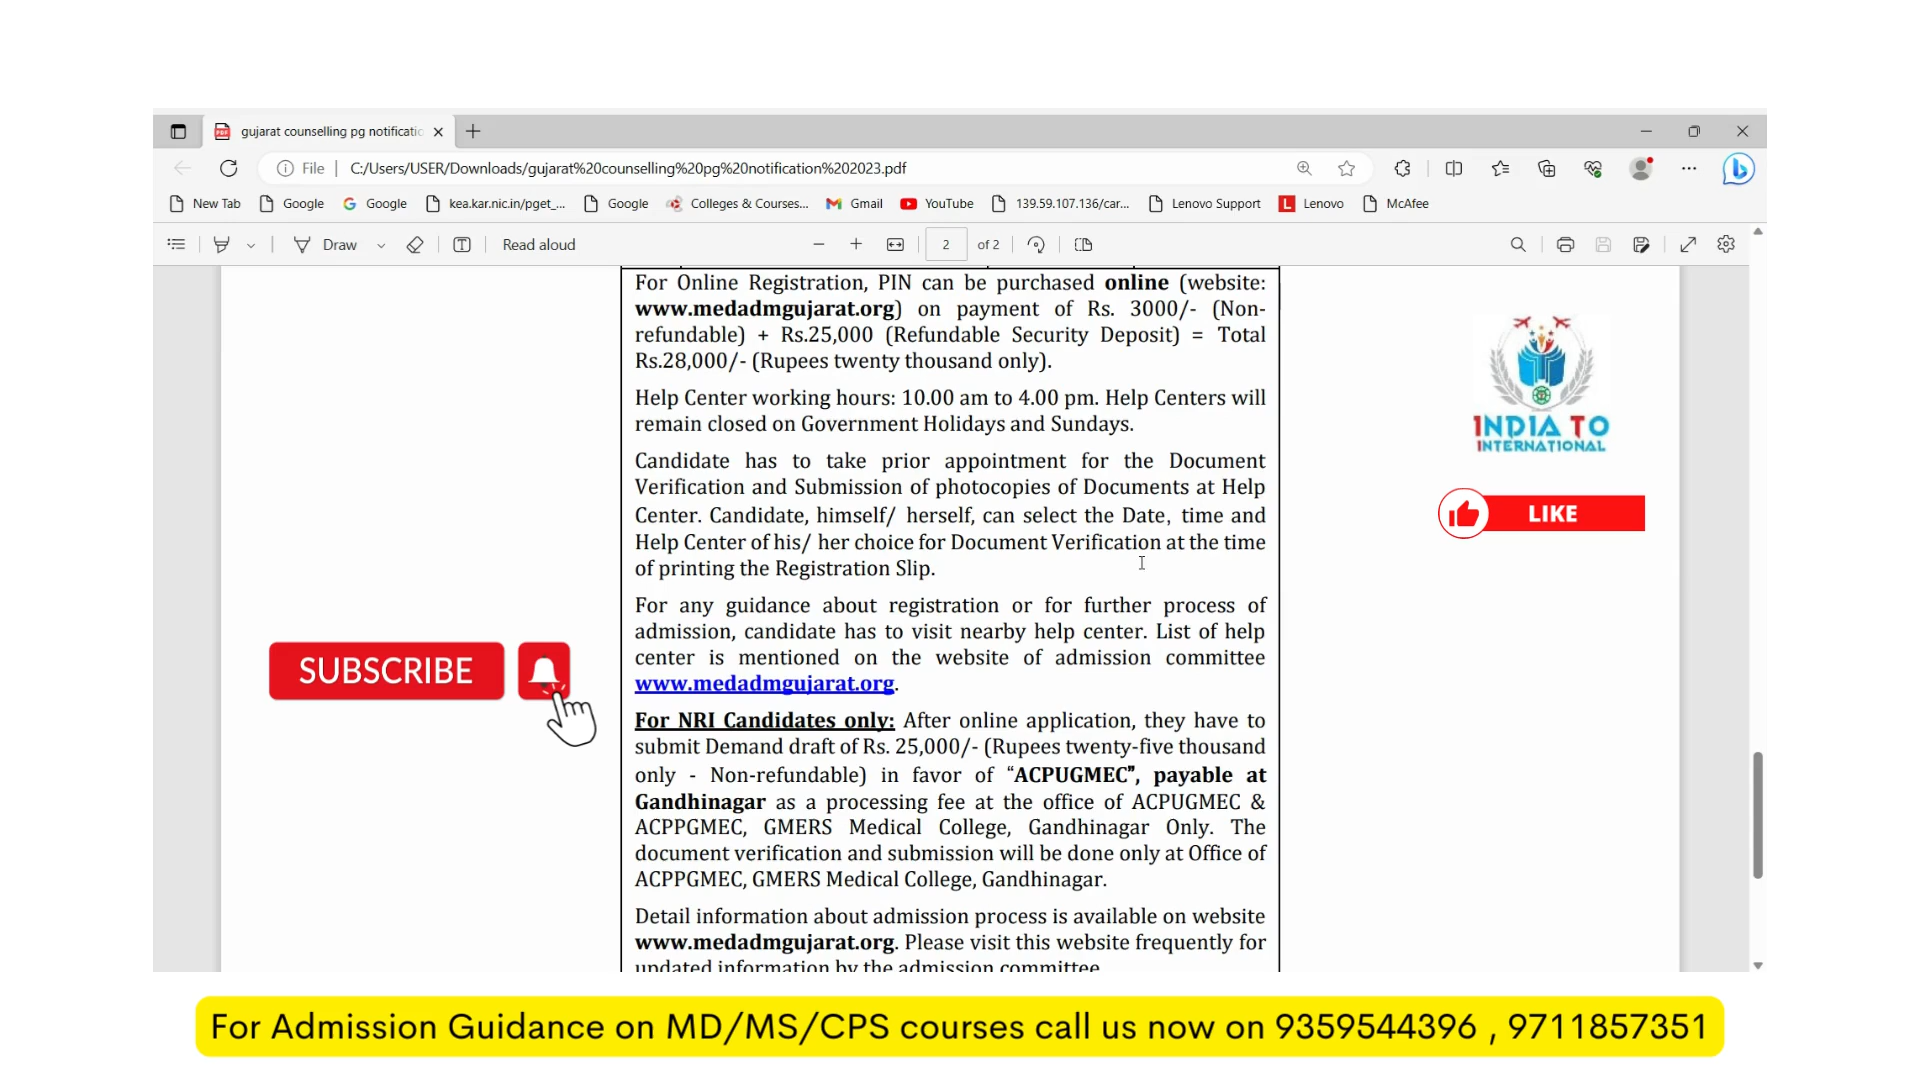 gujarat counselling pg notificatic
File
C:/Users/USER/Downloads/gujarat%20counselling%20pg%20notification%202023.pdf
New Tab
Google
Google
kea.kar.nic.in/pget_...
Google
Colleges & Courses...
Gmail
YouTube
139.59.107.136/car...
Lenovo Support
Lenovo
McAfee
Draw
Read aloud
2 of 2
For Online Registration, PIN can be purchased online (website:
www.medadmgujarat.org) on payment of Rs. 3000/- (Non-
refundable) + Rs.25,000 (Refundable Security Deposit) = Total
Rs.28,000/- (Rupees twenty thousand only).
Help Center working hours: 10.00 am to 4.00 pm. Help Centers will
remain closed on Government Holidays and Sundays.
Candidate has to take prior appointment for the Document
Verification and Submission of photocopies of Documents at Help
Center. Candidate, himself/ herself, can select the Date, time and
Help Center of his/ her choice for Document Verification at the time
of printing the Registration Slip.
For any guidance about registration or for further process of
admission, candidate has to visit nearby help center. List of help
center is mentioned on the website of admission committee
www.medadmgujarat.org.
For NRI Candidates only: After online application, they have to
submit Demand draft of Rs. 25,000/- (Rupees twenty-five thousand
only - Non-refundable) in favor of “ACPUGMEC”, payable at
Gandhinagar as a processing fee at the office of ACPUGMEC &
ACPPGMEC, GMERS Medical College, Gandhinagar Only. The
document verification and submission will be done only at Office of
ACPPGMEC, GMERS Medical College, Gandhinagar.
Detail information about admission process is available on website
www.medadmgujarat.org. Please visit this website frequently for
updated information by the admission committee.
INDIA TO
INTERNATIONAL
LIKE
SUBSCRIBE
For Admission Guidance on MD/MS/CPS courses call us now on 9359544396 , 9711857351